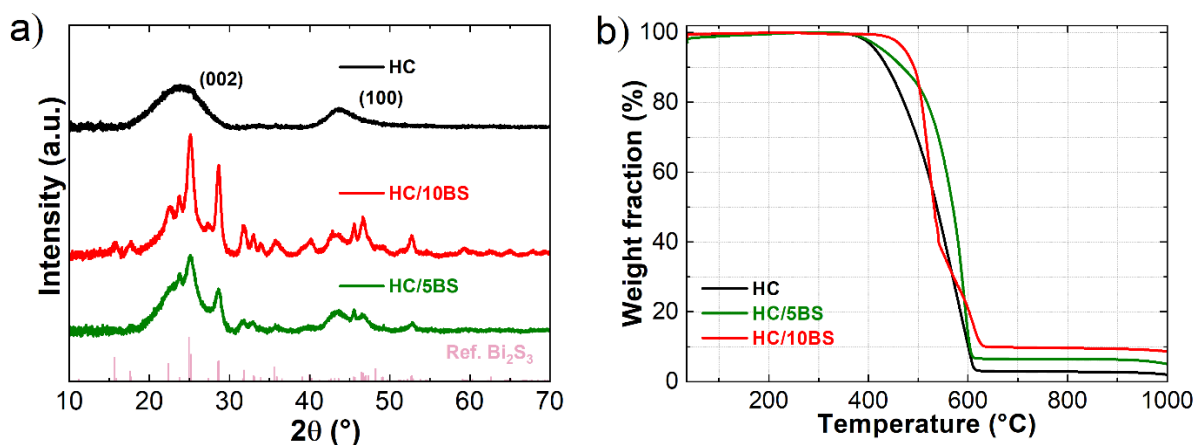 a)
Intensity (a.u.)
(002)
(100)
HC
HC/10BS
HC/5BS
Ref. Bi₂S₃
10 20 30 40 50 60 70
2θ (°)
b)
Weight fraction (%)
100
80
60
40
20
0
HC
HC/5BS
HC/10BS
200 400 600 800 1000
Temperature (°C)